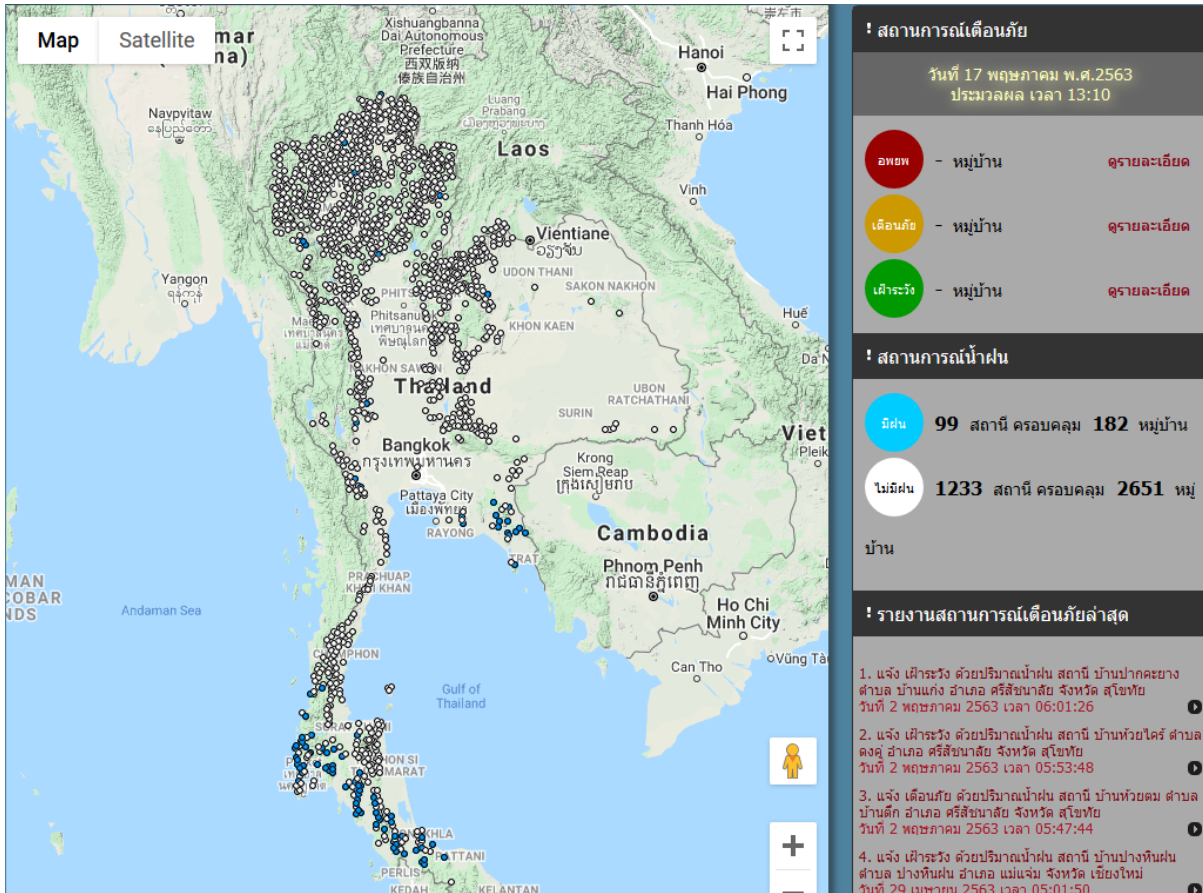 Map
Satellite
Xishuangbanna
Dai Autonomous
Prefecture
西双版纳
傣族自治州
Hanoi
Hai Phong
Naypyitaw
နေပြည်တော်
Luang
Prabang
Thanh Hóa
Laos
Vinh
Vientiane
ວຽງຈັນ
UDON THANI
SAKON NAKHON
Yangon
ရန်ကုန်
Huế
KHON KAEN
Phitsanulok
เทศบาลนคร
พิษณุโลก
Thailand
UBON
RATCHATHANI
SURIN
Bangkok
กรุงเทพมหานคร
Krong
Siem Reap
ក្រុងសៀមរាប
Pattaya City
เมืองพัทยา
RAYONG
TRAT
Cambodia
Phnom Penh
រាជធានីភ្នំពេញ
Andaman Sea
Ho Chi
Minh City
Can Tho
Gulf of
Thailand
PATTANI
PERLIS
KEDAH
KELANTAN
! สถานการณ์เตือนภัย
วันที่ 17 พฤษภาคม พ.ศ.2563
ประมวลผล เวลา 13:10
อพยพ - หมู่บ้าน ดูรายละเอียด
เตือนภัย - หมู่บ้าน ดูรายละเอียด
เฝ้าระวัง - หมู่บ้าน ดูรายละเอียด
! สถานการณ์น้ำฝน
มีฝน 99 สถานี ครอบคลุม 182 หมู่บ้าน
ไม่มีฝน 1233 สถานี ครอบคลุม 2651 หมู่
บ้าน
! รายงานสถานการณ์เตือนภัยล่าสุด
1. แจ้ง เฝ้าระวัง ด้วยปริมาณน้ำฝน สถานี บ้านปากคะยาง
ตำบล บ้านแก่ง อำเภอ ศรีสัชนาลัย จังหวัด สุโขทัย
วันที่ 2 พฤษภาคม 2563 เวลา 06:01:26
2. แจ้ง เฝ้าระวัง ด้วยปริมาณน้ำฝน สถานี บ้านห้วยไคร้ ตำบล
ดงคู่ อำเภอ ศรีสัชนาลัย จังหวัด สุโขทัย
วันที่ 2 พฤษภาคม 2563 เวลา 05:53:48
3. แจ้ง เตือนภัย ด้วยปริมาณน้ำฝน สถานี บ้านห้วยตม ตำบล
บ้านตึก อำเภอ ศรีสัชนาลัย จังหวัด สุโขทัย
วันที่ 2 พฤษภาคม 2563 เวลา 05:47:44
4. แจ้ง เฝ้าระวัง ด้วยปริมาณน้ำฝน สถานี บ้านปางหินฝน
ตำบล ปางหินฝน อำเภอ แม่แจ่ม จังหวัด เชียงใหม่
วันที่ 29 เมษายน 2563 เวลา 05:01:50